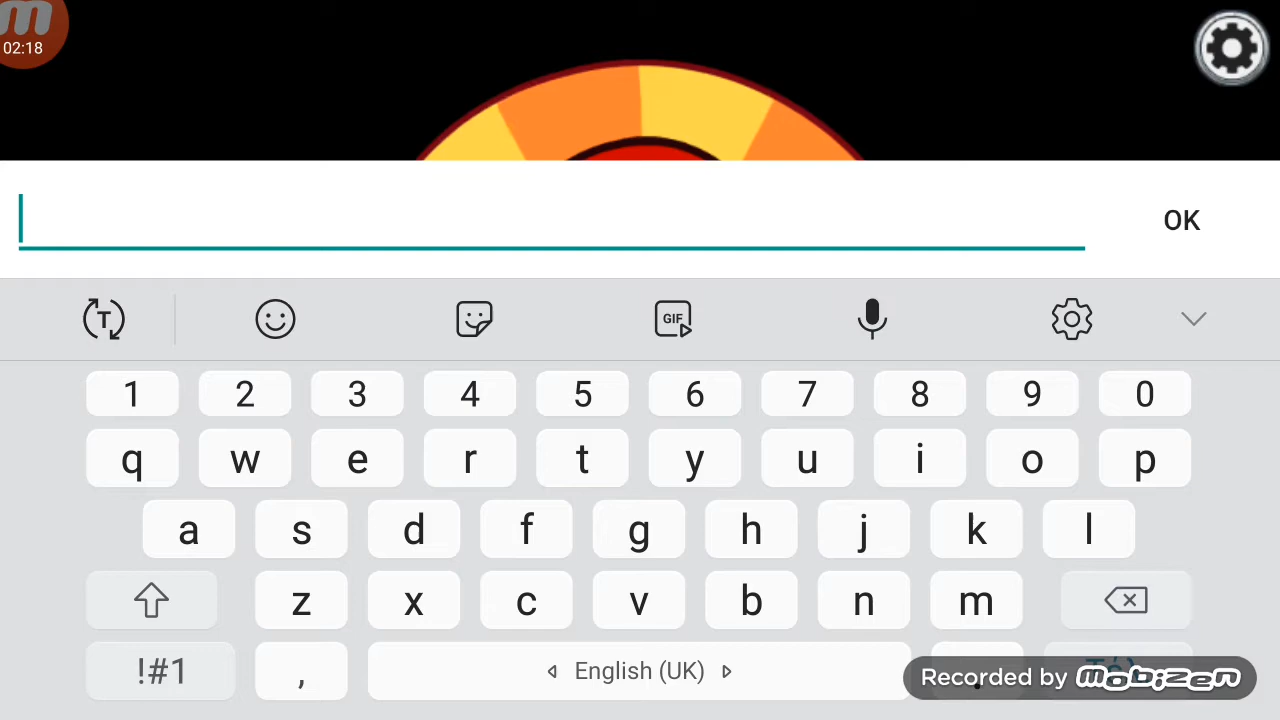 m
02:18
OK
T
GIF
1 2 3 4 5 6 7 8 9 0
q w e r t y u i o p
a s d f g h j k l
z x c v b n m
!#1 , English (UK) .
Recorded by mobizen